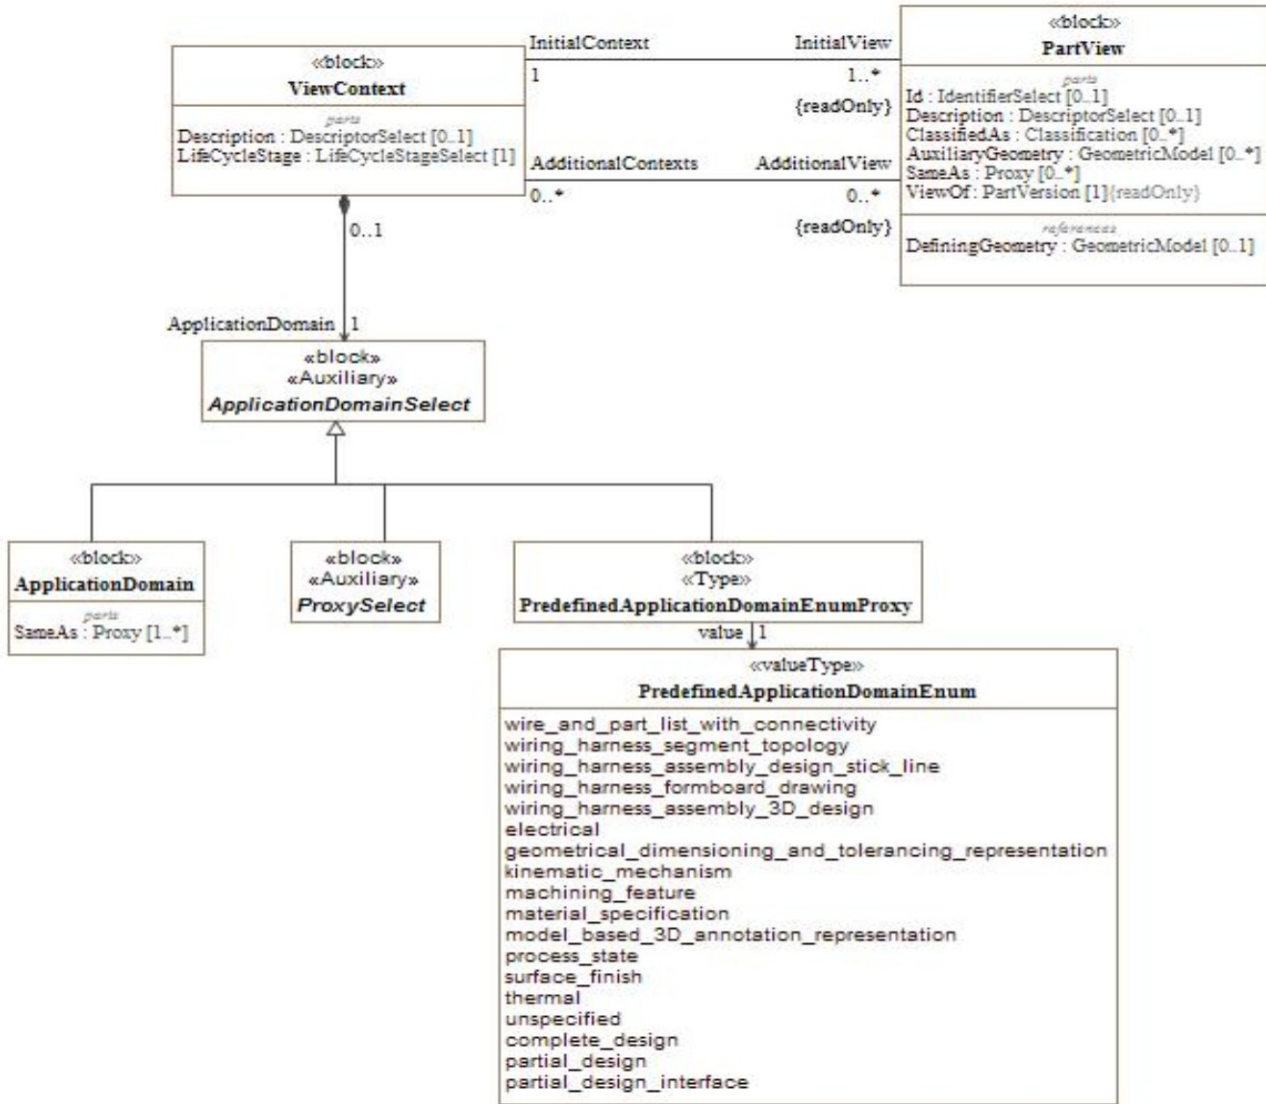 «block»
ViewContext
parts
Description : DescriptorSelect [0..1]
LifeCycleStage : LifeCycleStageSelect [1]
InitialContext
1
InitialView
1..*
{readOnly}
AdditionalContexts
0..*
AdditionalView
0..*
{readOnly}
«block»
PartView
parts
Id : IdentifierSelect [0..1]
Description : DescriptorSelect [0..1]
ClassifiedAs : Classification [0..*]
AuxiliaryGeometry : GeometricModel [0..*]
SameAs : Proxy [0..*]
ViewOf : PartVersion [1]{readOnly}
references
DefiningGeometry : GeometricModel [0..1]
0..1
ApplicationDomain 1
«block»
«Auxiliary»
ApplicationDomainSelect
«block»
ApplicationDomain
parts
SameAs : Proxy [1..*]
«block»
«Auxiliary»
ProxySelect
«block»
«Type»
PredefinedApplicationDomainEnumProxy
value 1
«valueType»
PredefinedApplicationDomainEnum
wire_and_part_list_with_connectivity
wiring_harness_segment_topology
wiring_harness_assembly_design_stick_line
wiring_harness_formboard_drawing
wiring_harness_assembly_3D_design
electrical
geometrical_dimensioning_and_tolerancing_representation
kinematic_mechanism
machining_feature
material_specification
model_based_3D_annotation_representation
process_state
surface_finish
thermal
unspecified
complete_design
partial_design
partial_design_interface